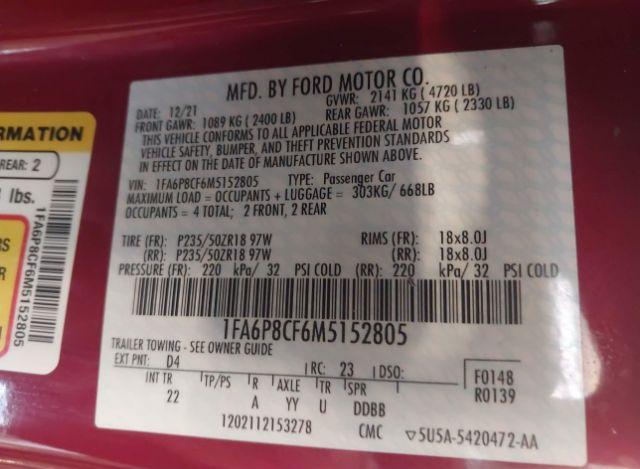 MFD. BY FORD MOTOR CO.
DATE: 12/21 GVWR: 2141 KG ( 4720 LB)
FRONT GAWR: 1089 KG ( 2400 LB) REAR GAWR: 1057 KG ( 2330 LB)
THIS VEHICLE CONFORMS TO ALL APPLICABLE FEDERAL MOTOR
VEHICLE SAFETY, BUMPER, AND THEFT PREVENTION STANDARDS
IN EFFECT ON THE DATE OF MANUFACTURE SHOWN ABOVE.
VIN: 1FA6P8CF6M5152805 TYPE: Passenger Car
MAXIMUM LOAD = OCCUPANTS + LUGGAGE = 303KG/ 668LB
OCCUPANTS = 4 TOTAL; 2 FRONT, 2 REAR
TIRE (FR): P235/50ZR18 97W RIMS (FR): 18x8.0J
(RR): P235/50ZR18 97W (RR): 18x8.0J
PRESSURE (FR): 220 kPa/ 32 PSI COLD (RR): 220 kPa/ 32 PSI COLD
1FA6P8CF6M5152805
TRAILER TOWING - SEE OWNER GUIDE
EXT PNT: D4 RC: 23 DSO:
INT TR TP/PS R AXLE TR SPR
22 A YY U DDBB
F0148
R0139
1202112153278 CMC ▽5U5A-5420472-AA
RMATION
REAR: 2
lbs.
RS
R
1FA6P8CF6M5152805